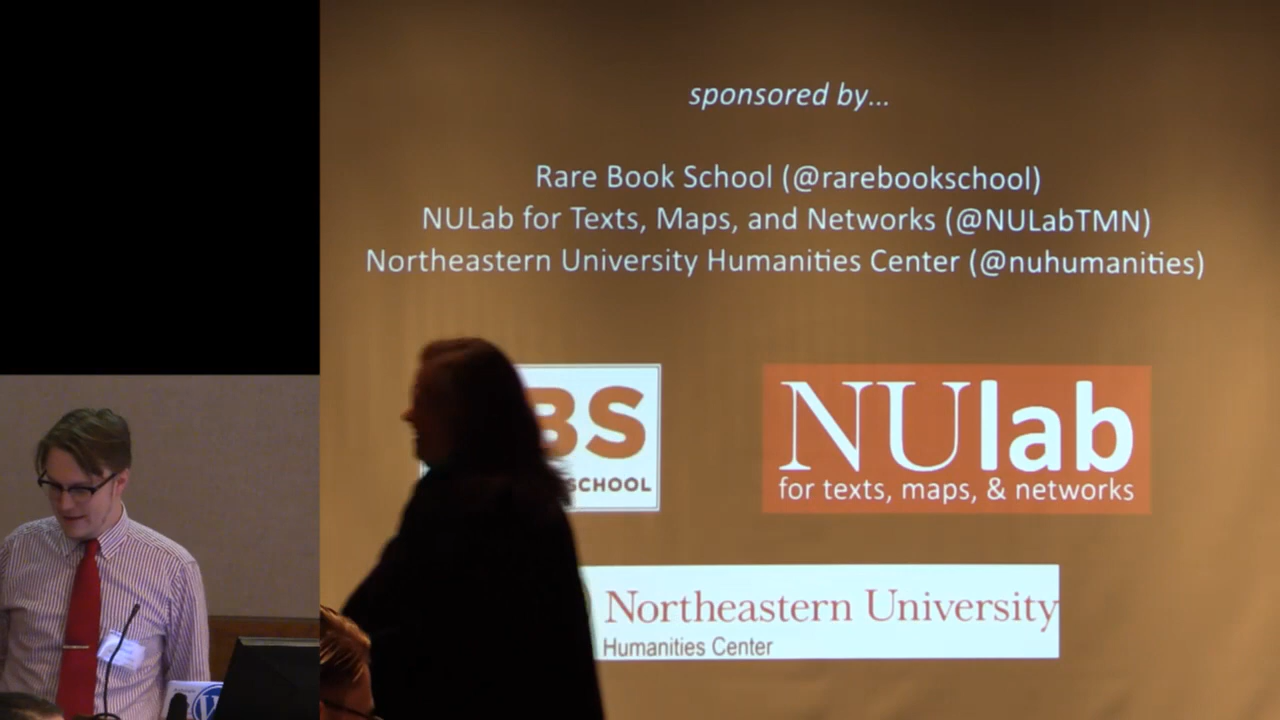 sponsored by...
Rare Book School (@rarebookschool)
NULab for Texts, Maps, and Networks (@NULabTMN)
Northeastern University Humanities Center (@nuhumanities)
BS
SCHOOL
NUlab
for texts, maps, & networks
Northeastern University
Humanities Center